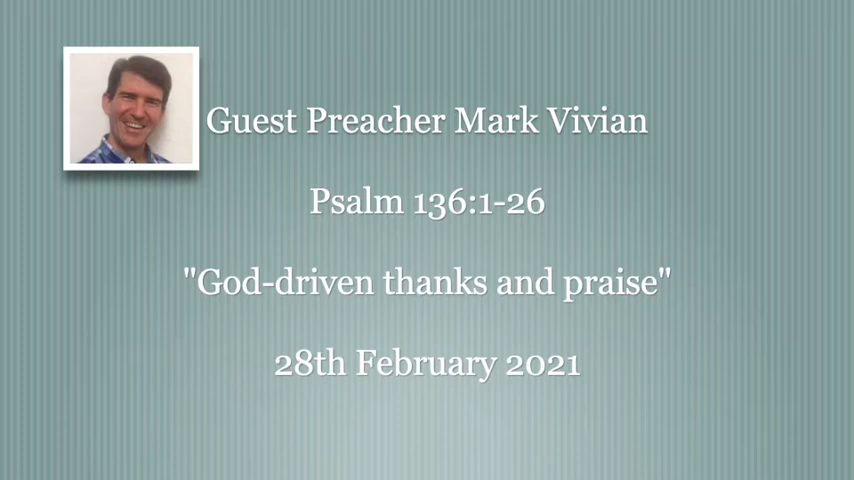 Guest Preacher Mark Vivian
Psalm 136:1-26
"God-driven thanks and praise"
28th February 2021